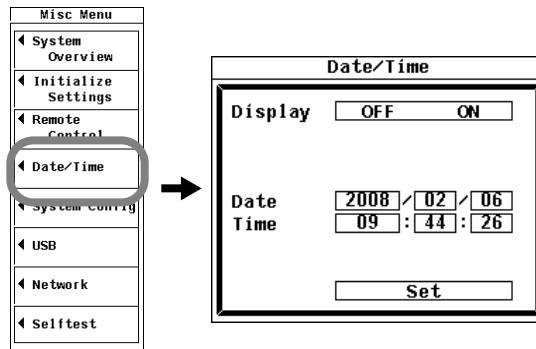 Misc Menu
System
Overview
Initialize
Settings
Remote
Control
Date/Time
System Config
USB
Network
Selftest
Date/Time
Display OFF ON
Date 2008 / 02 / 06
Time 09 : 44 : 26
Set